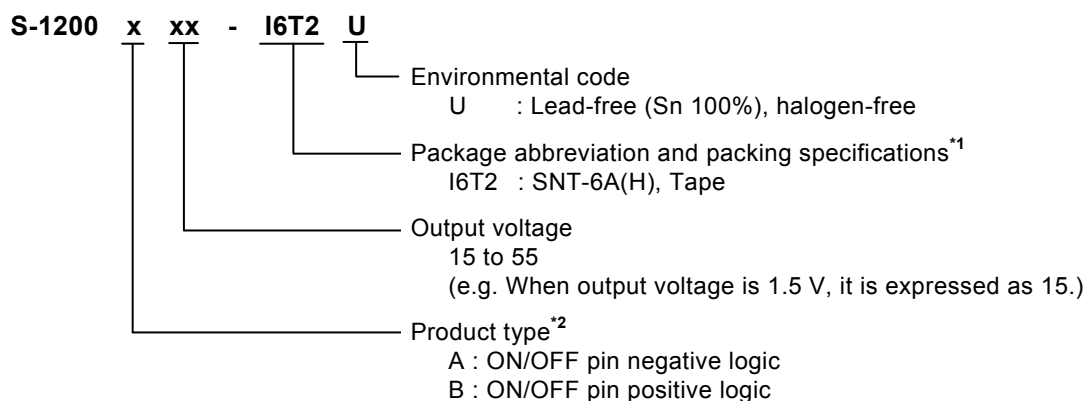 S-1200 x xx - I6T2 U
Environmental code
U : Lead-free (Sn 100%), halogen-free
Package abbreviation and packing specifications*1
I6T2 : SNT-6A(H), Tape
Output voltage
15 to 55
(e.g. When output voltage is 1.5 V, it is expressed as 15.)
Product type*2
A : ON/OFF pin negative logic
B : ON/OFF pin positive logic